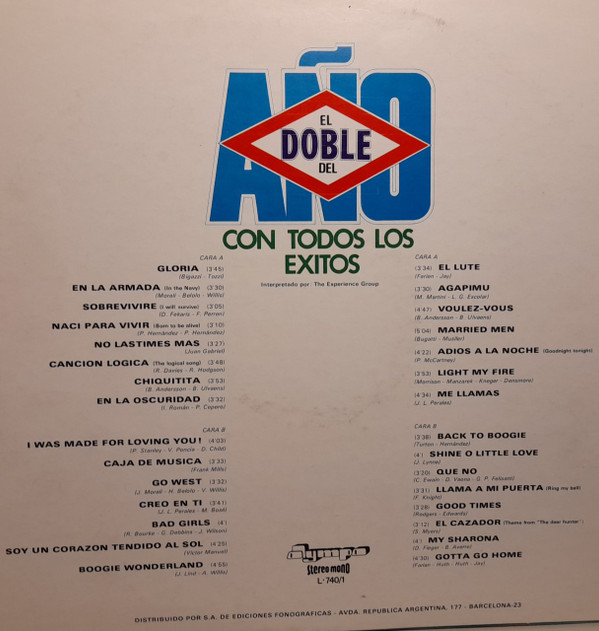 AÑO
EL
DOBLE
DEL
CON TODOS LOS
EXITOS
Interpretado por: The Experience Group
CARA A
GLORIA (3'45)
(Bigazzi - Tozzi)
EN LA ARMADA (In the Navy) (3'30)
(Morali - Belolo - Willis)
SOBREVIVIRE (I will survive) (3'05)
(D. Fekaris - F. Perren)
NACI PARA VIVIR (Born to be alive) (3'10)
(P. Hernández - P. Hernández)
NO LASTIMES MAS (3'27)
(Juan Gabriel)
CANCION LOGICA (The logical song) (3'48)
(R. Davies - R. Hodgson)
CHIQUITITA (3'53)
(B. Andersson - B. Ulvaens)
EN LA OSCURIDAD (3'32)
(I. Román - P. Cepero)
CARA B
I WAS MADE FOR LOVING YOU! (4'03)
(P. Stanley - V. Poncia - D. Child)
CAJA DE MUSICA (3'33)
(Frank Mills)
GO WEST (3'32)
(J. Morali - H. Belolo - V. Willis)
CREO EN TI (3'41)
(J. L. Perales - M. Bosé)
BAD GIRLS (4')
(R. Bourke - G. Debbins - J. Wilson)
SOY UN CORAZON TENDIDO AL SOL (4'25)
(Víctor Manuel)
BOOGIE WONDERLAND (4'55)
(J. Lind - A. Willis)
CARA A
(3'34) EL LUTE
(Farian - Jay)
(3'30) AGAPIMU
(M. Martini - L. G. Escolar)
(4'47) VOULEZ-VOUS
(B. Andersson - B. Ulvaens)
(5'04) MARRIED MEN
(Bugatti - Musller)
(4'22) ADIOS A LA NOCHE (Goodnight tonight)
(P. McCartney)
(3'53) LIGHT MY FIRE
(Morrison - Manzarek - Kneger - Densmore)
(4'34) ME LLAMAS
(J. L. Perales)
CARA B
(3'38) BACK TO BOOGIE
(Turton - Hernández)
(4') SHINE O LITTLE LOVE
(J. Lynne)
(3'20) QUE NO
(C. Ewain - D. Vaona - G. P. Felisatti)
(3'31) LLAMA A MI PUERTA (Ring my bell)
(F. Knight)
(3'28) GOOD TIMES
(Rodgers - Edwards)
(3'12) EL CAZADOR (Theme from "The deer hunter")
(S. Myers)
(4') MY SHARONA
(D. Fieger - B. Averre)
(4'30) GOTTA GO HOME
(Farian - Huth - Huth - Jay)
Olympo
Stereo mono
L-740/1
DISTRIBUIDO POR S.A. DE EDICIONES FONOGRAFICAS - AVDA. REPUBLICA ARGENTINA, 177 - BARCELONA-23